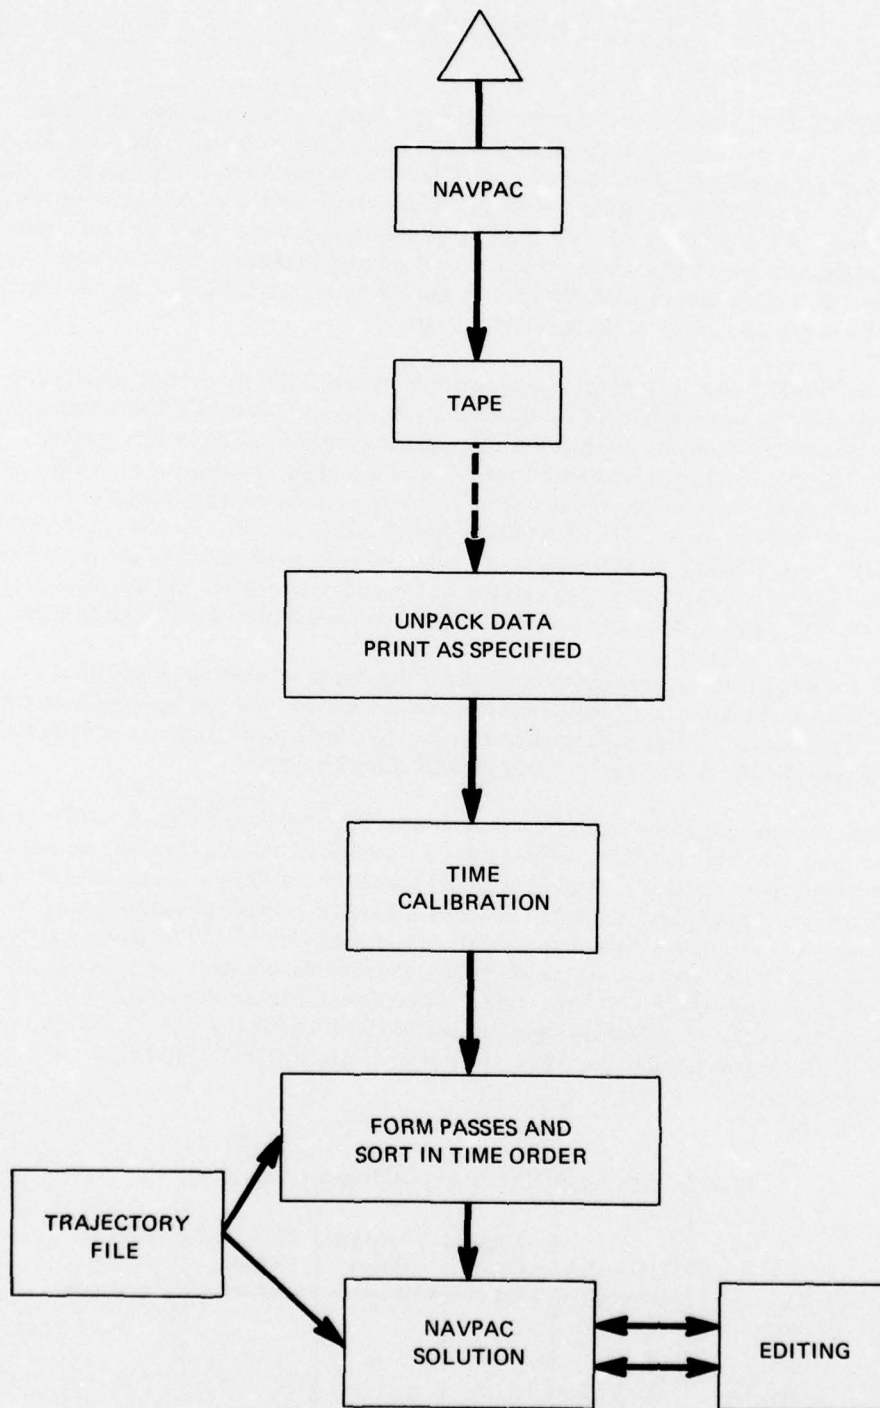 NAVPAC
TAPE
UNPACK DATA
PRINT AS SPECIFIED
TIME
CALIBRATION
FORM PASSES AND
SORT IN TIME ORDER
TRAJECTORY
FILE
NAVPAC
SOLUTION
EDITING